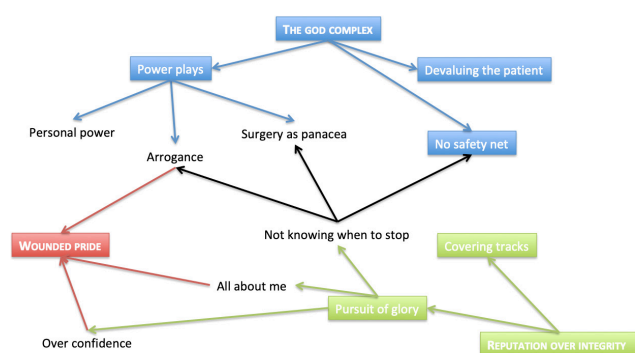 THE GOD COMPLEX
Power plays
Devaluing the patient
Personal power
Surgery as panacea
No safety net
Arrogance
Not knowing when to stop
WOUNDED PRIDE
Covering tracks
All about me
Pursuit of glory
Over confidence
REPUTATION OVER INTEGRITY